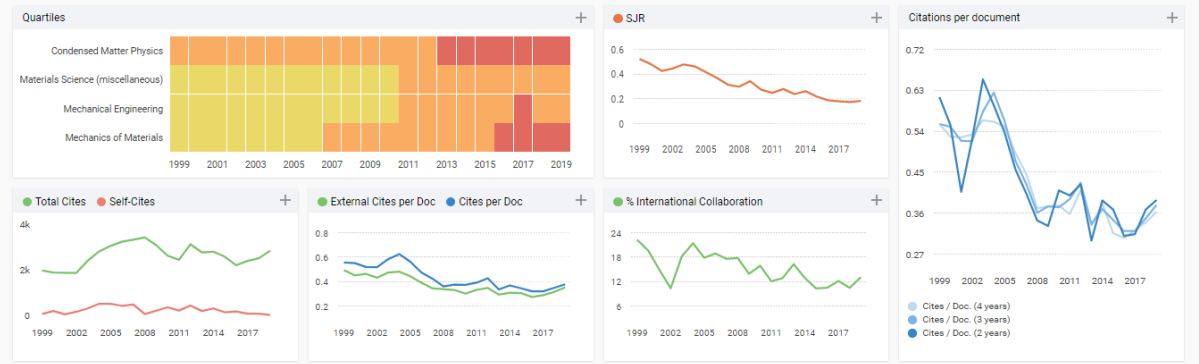 Quartiles
+
Condensed Matter Physics
Materials Science (miscellaneous)
Mechanical Engineering
Mechanics of Materials
1999 2001 2003 2005 2007 2009 2011 2013 2015 2017 2019
SJR
+
0.6
0.4
0.2
0
1999 2002 2005 2008 2011 2014 2017
Citations per document
+
0.72
0.63
0.54
0.45
0.36
0.27
1999 2002 2005 2008 2011 2014 2017
Cites / Doc. (4 years)
Cites / Doc. (3 years)
Cites / Doc. (2 years)
Total Cites Self-Cites
+
4k
2k
0
1999 2002 2005 2008 2011 2014 2017
External Cites per Doc Cites per Doc
+
0.8
0.6
0.4
0.2
1999 2002 2005 2008 2011 2014 2017
% International Collaboration
+
24
18
12
6
1999 2002 2005 2008 2011 2014 2017